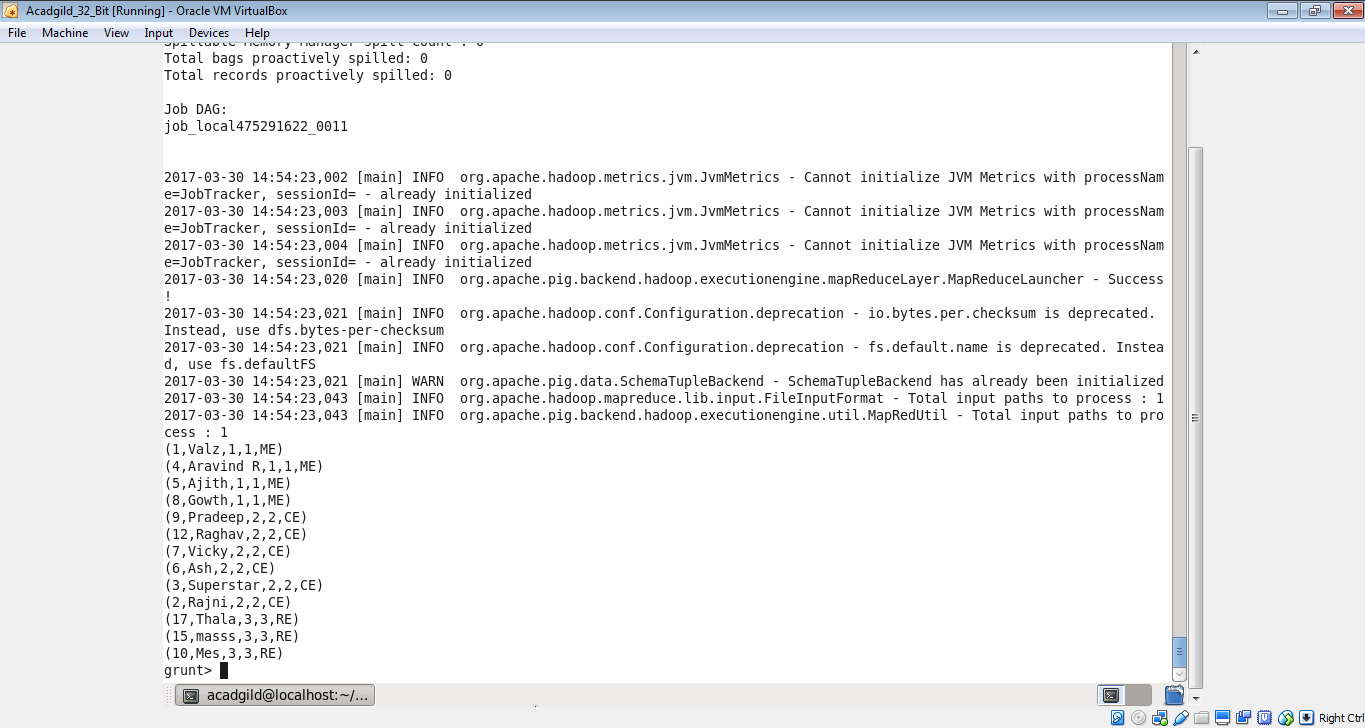 Acadgild_32_Bit [Running] - Oracle VM VirtualBox
File Machine View Input Devices Help
Spillable Memory Manager spill count : 0
Total bags proactively spilled: 0
Total records proactively spilled: 0
Job DAG:
job_local475291622_0011
2017-03-30 14:54:23,002 [main] INFO  org.apache.hadoop.metrics.jvm.JvmMetrics - Cannot initialize JVM Metrics with processNam
e=JobTracker, sessionId= - already initialized
2017-03-30 14:54:23,003 [main] INFO  org.apache.hadoop.metrics.jvm.JvmMetrics - Cannot initialize JVM Metrics with processNam
e=JobTracker, sessionId= - already initialized
2017-03-30 14:54:23,004 [main] INFO  org.apache.hadoop.metrics.jvm.JvmMetrics - Cannot initialize JVM Metrics with processNam
e=JobTracker, sessionId= - already initialized
2017-03-30 14:54:23,020 [main] INFO  org.apache.pig.backend.hadoop.executionengine.mapReduceLayer.MapReduceLauncher - Success
!
2017-03-30 14:54:23,021 [main] INFO  org.apache.hadoop.conf.Configuration.deprecation - io.bytes.per.checksum is deprecated.
Instead, use dfs.bytes-per-checksum
2017-03-30 14:54:23,021 [main] INFO  org.apache.hadoop.conf.Configuration.deprecation - fs.default.name is deprecated. Instea
d, use fs.defaultFS
2017-03-30 14:54:23,021 [main] WARN  org.apache.pig.data.SchemaTupleBackend - SchemaTupleBackend has already been initialized
2017-03-30 14:54:23,043 [main] INFO  org.apache.hadoop.mapreduce.lib.input.FileInputFormat - Total input paths to process : 1
2017-03-30 14:54:23,043 [main] INFO  org.apache.pig.backend.hadoop.executionengine.util.MapRedUtil - Total input paths to pro
cess : 1
(1,Valz,1,1,ME)
(4,Aravind R,1,1,ME)
(5,Ajith,1,1,ME)
(8,Gowth,1,1,ME)
(9,Pradeep,2,2,CE)
(12,Raghav,2,2,CE)
(7,Vicky,2,2,CE)
(6,Ash,2,2,CE)
(3,Superstar,2,2,CE)
(2,Rajni,2,2,CE)
(17,Thala,3,3,RE)
(15,masss,3,3,RE)
(10,Mes,3,3,RE)
grunt>
acadgild@localhost:~/...
Right Ctrl